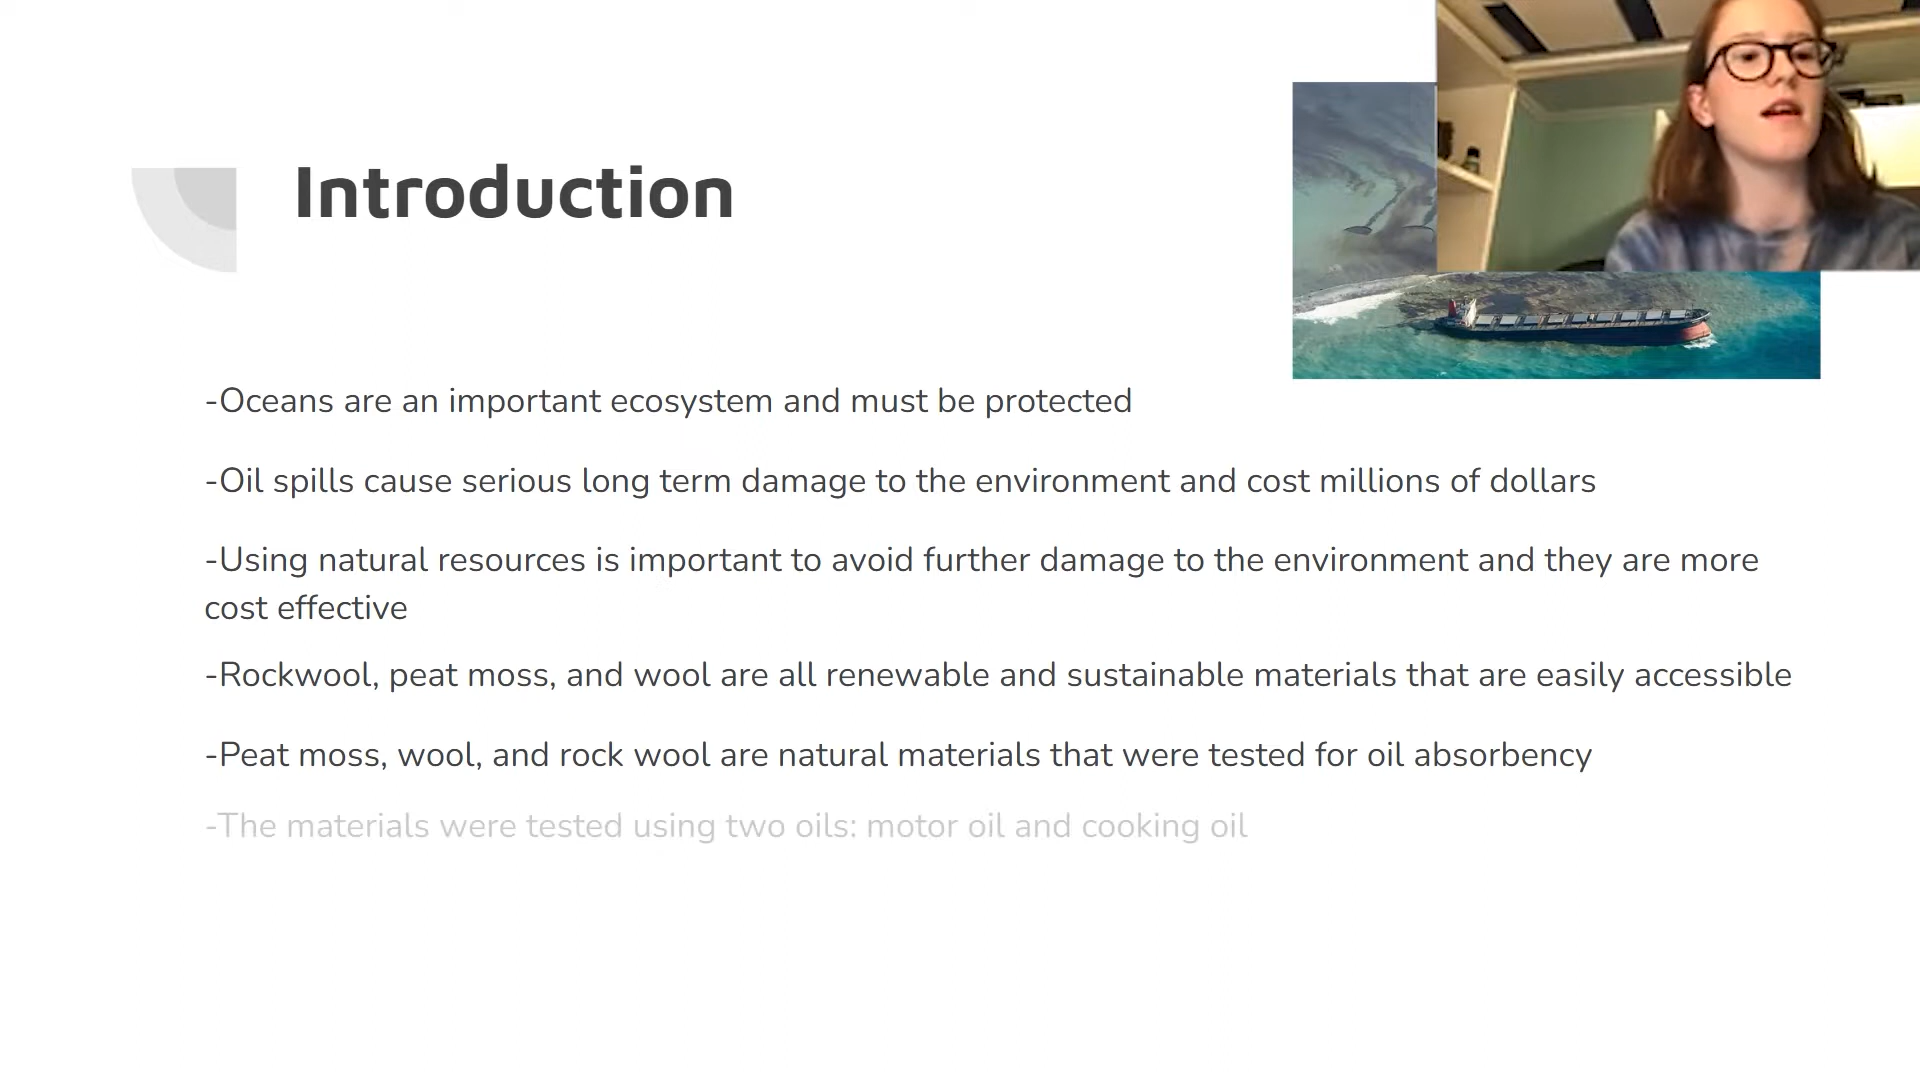 Introduction
-Oceans are an important ecosystem and must be protected
-Oil spills cause serious long term damage to the environment and cost millions of dollars
-Using natural resources is important to avoid further damage to the environment and they are more
cost effective
-Rockwool, peat moss, and wool are all renewable and sustainable materials that are easily accessible
-Peat moss, wool, and rock wool are natural materials that were tested for oil absorbency
-The materials were tested using two oils: motor oil and cooking oil